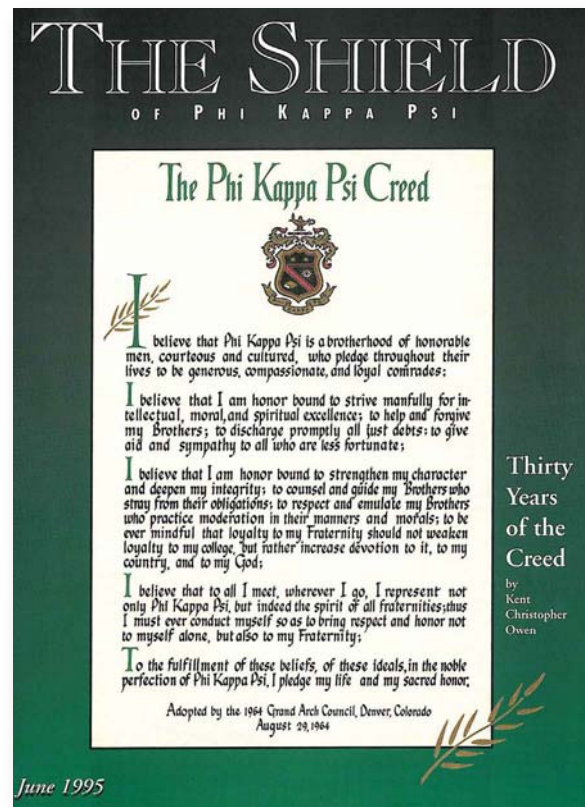 THE SHIELD
OF PHI KAPPA PSI
The Phi Kappa Psi Creed
I believe that Phi Kappa Psi is a brotherhood of honorable
men, courteous and cultured, who pledge throughout their
lives to be generous, compassionate, and loyal comrades;
I believe that I am honor bound to strive manfully for in-
tellectual, moral, and spiritual excellence; to help and forgive
my Brothers; to discharge promptly all just debts: to give
aid and sympathy to all who are less fortunate;
I believe that I am honor bound to strengthen my character
and deepen my integrity; to counsel and guide my Brothers who
stray from their obligations; to respect and emulate my Brothers
who practice moderation in their manners and morals; to be
ever mindful that loyalty to my Fraternity should not weaken
loyalty to my college, but rather increase devotion to it, to my
country, and to my God;
I believe that to all I meet, wherever I go, I represent not
only Phi Kappa Psi, but indeed the spirit of all fraternities; thus
I must ever conduct myself so as to bring respect and honor not
to myself alone, but also to my Fraternity;
To the fulfillment of these beliefs, of these ideals, in the noble
perfection of Phi Kappa Psi, I pledge my life and my sacred honor.
Adopted by the 1964 Grand Arch Council, Denver, Colorado
August 29, 1964
Thirty
Years
of the
Creed
by
Kent
Christopher
Owen
June 1995